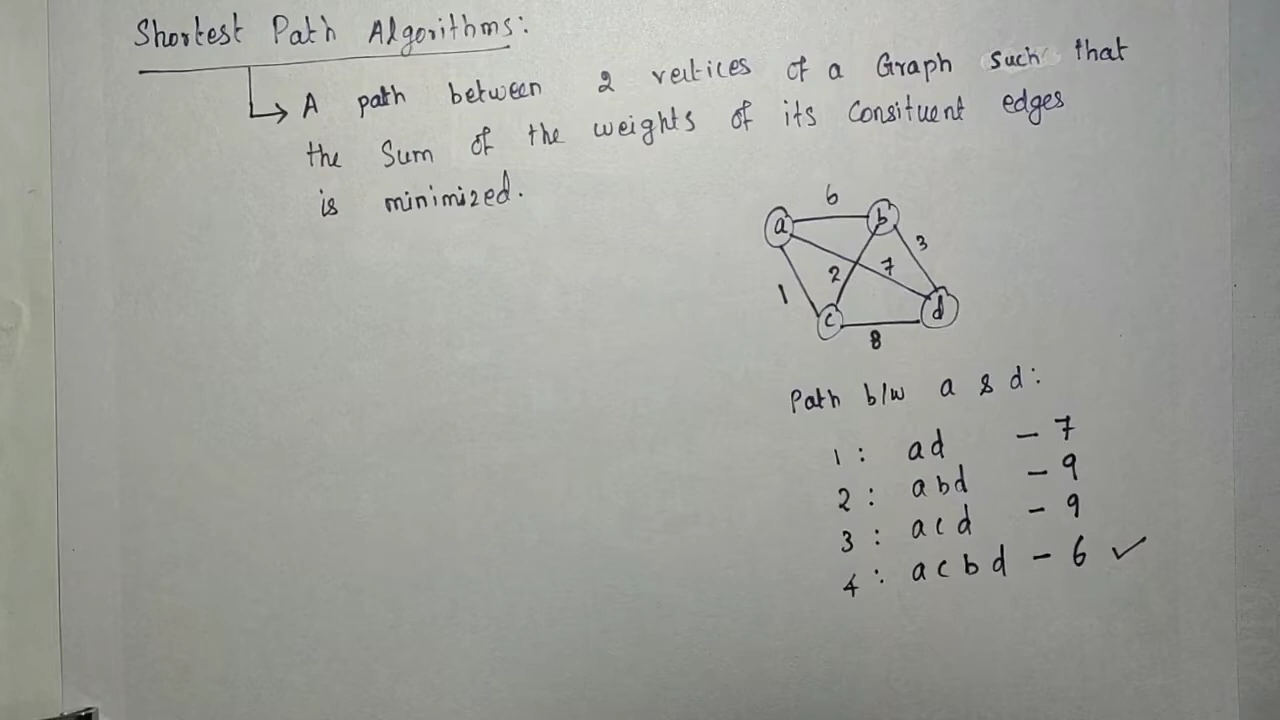 Shortest Path Algorithms:
A path between 2 vertices of a Graph such that
the Sum of the weights of its Consituent edges
is minimized.
6
a b
3
2 7
1
c d
8
Path b/w a & d:
1: ad - 7
2: abd - 9
3: acd - 9
4: acbd - 6 ✓